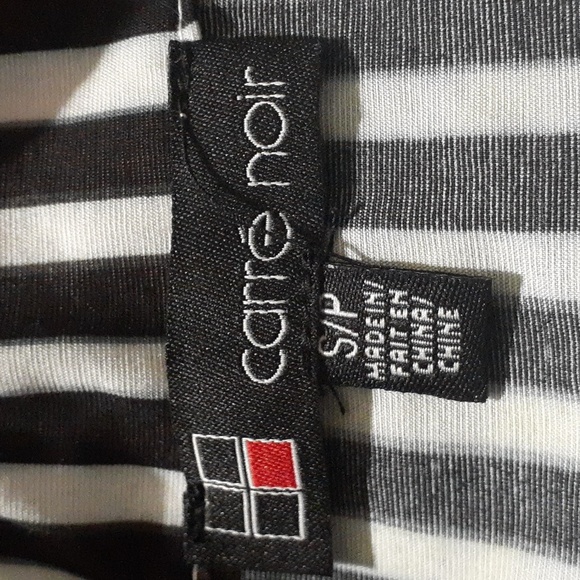 carré noir
S/P
MADE IN/
FAIT EN
CHINA/
CHINE